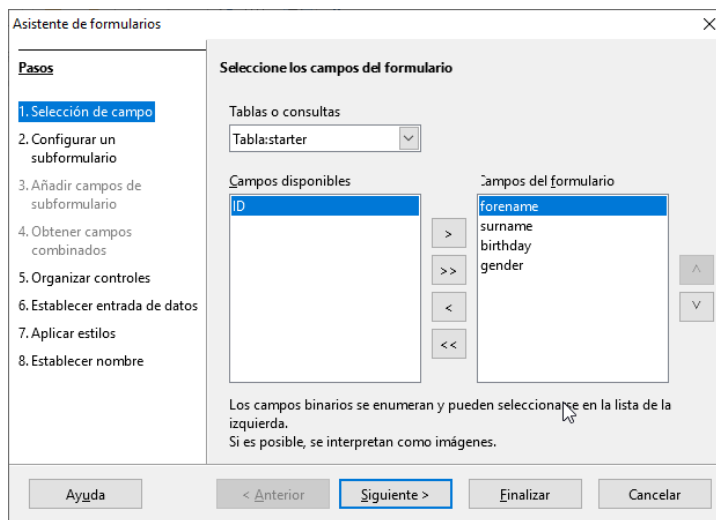 Asistente de formularios
Pasos
1. Selección de campo
2. Configurar un
subformulario
3. Añadir campos de
subformulario
4. Obtener campos
combinados
5. Organizar controles
6. Establecer entrada de datos
7. Aplicar estilos
8. Establecer nombre
Seleccione los campos del formulario
Tablas o consultas
Tabla:starter
Campos disponibles
ID
>
>>
<
<<
Campos del formulario
forename
surname
birthday
gender
Los campos binarios se enumeran y pueden seleccionarse en la lista de la
izquierda.
Si es posible, se interpretan como imágenes.
Ayuda
< Anterior
Siguiente >
Finalizar
Cancelar